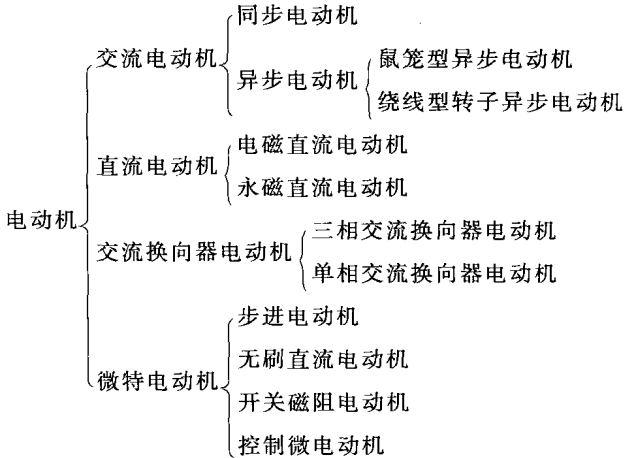 同步电动机
交流电动机
异步电动机
鼠笼型异步电动机
绕线型转子异步电动机
直流电动机
电磁直流电动机
永磁直流电动机
电动机
交流换向器电动机
三相交流换向器电动机
单相交流换向器电动机
微特电动机
步进电动机
无刷直流电动机
开关磁阻电动机
控制微电动机